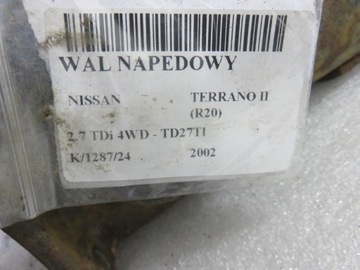 WAL NAPEDOWY
NISSAN TERRANO II
(R20)
2.7 TDi 4WD - TD27TI
K/1287/24 2002